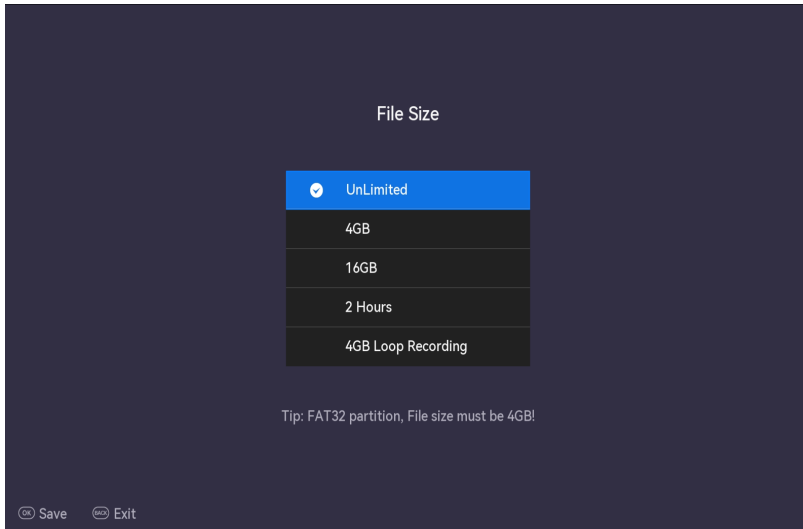 File Size
UnLimited
4GB
16GB
2 Hours
4GB Loop Recording
Tip: FAT32 partition, File size must be 4GB!
OK Save BACK Exit